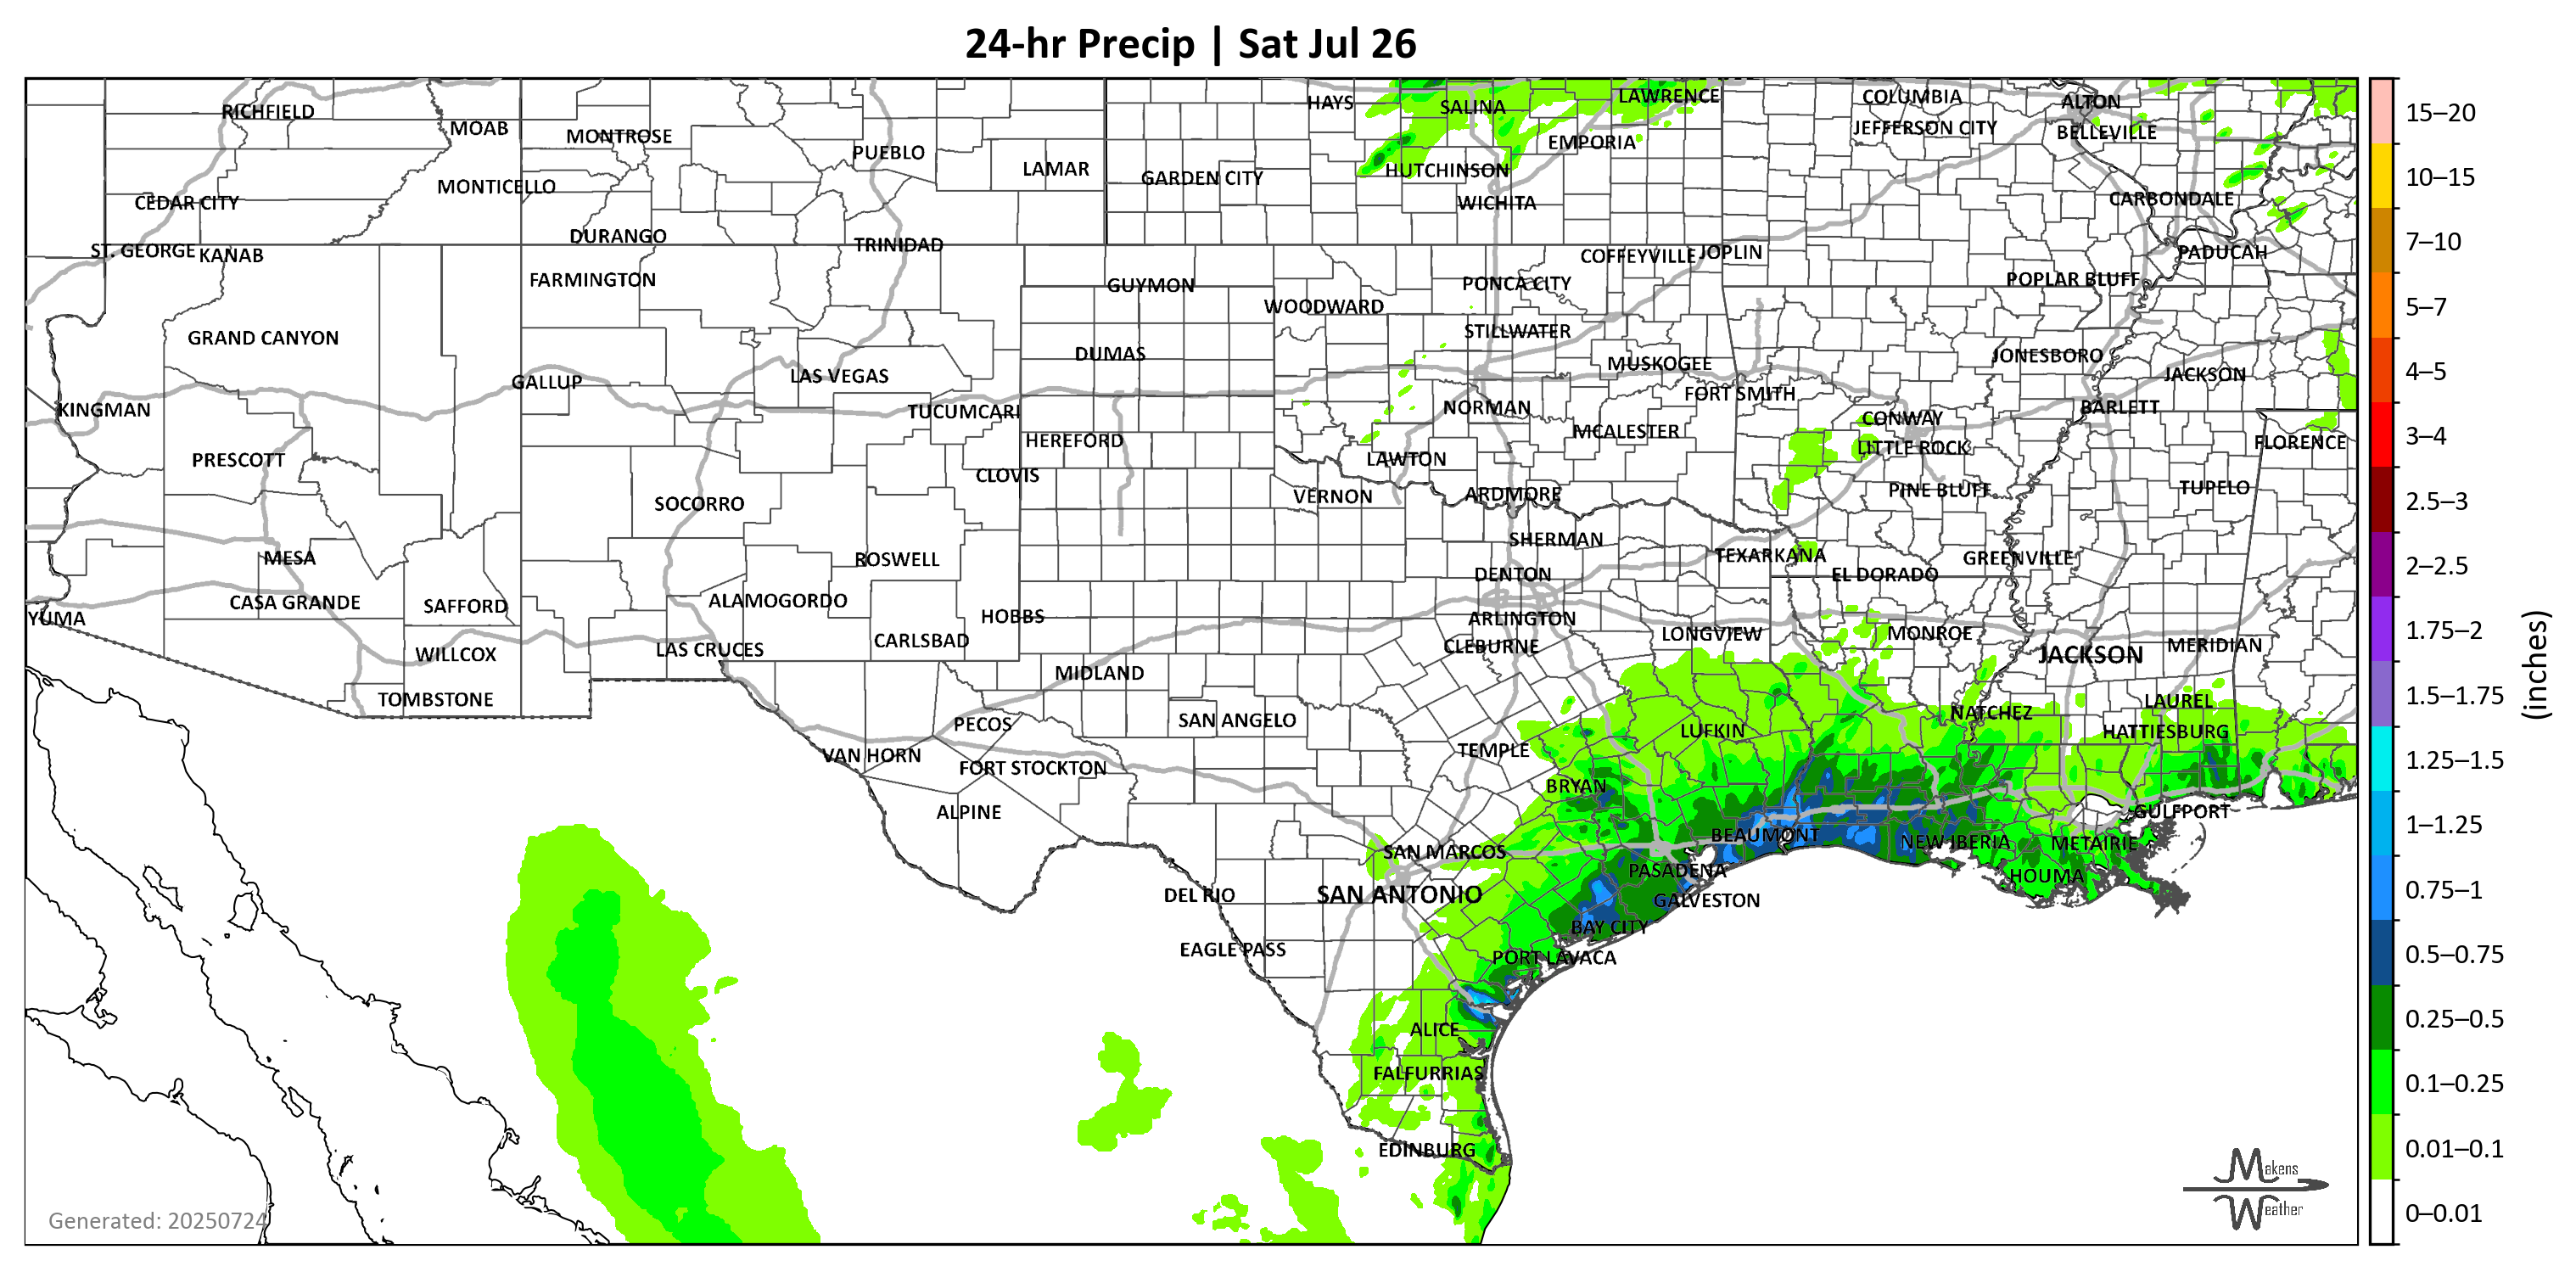 24-hr Precip | Sat Jul 26
RICHFIELD
MOAB
MONTROSE
PUEBLO
LAMAR
HAYS
SALINA
LAWRENCE
COLUMBIA
ALTON
JEFFERSON CITY
BELLEVILLE
EMPORIA
HUTCHINSON
GARDEN CITY
MONTICELLO
CEDAR CITY
WICHITA
CARBONDALE
DURANGO
TRINIDAD
ST. GEORGE
KANAB
COFFEYVILLE
JOPLIN
PADUCAH
FARMINGTON
GUYMON
PONCA CITY
POPLAR BLUFF
WOODWARD
GRAND CANYON
STILLWATER
DUMAS
JONESBORO
MUSKOGEE
GALLUP
LAS VEGAS
JACKSON
FORT SMITH
KINGMAN
TUCUMCARI
NORMAN
BARLETT
CONWAY
MCALESTER
HEREFORD
FLORENCE
LITTLE ROCK
PRESCOTT
LAWTON
CLOVIS
SOCORRO
VERNON
ARDMORE
PINE BLUFF
TUPELO
MESA
ROSWELL
SHERMAN
TEXARKANA
GREENVILLE
DENTON
EL DORADO
CASA GRANDE
SAFFORD
ALAMOGORDO
HOBBS
YUMA
ARLINGTON
CARLSBAD
LONGVIEW
MONROE
WILLCOX
LAS CRUCES
CLEBURNE
JACKSON
MERIDIAN
MIDLAND
TOMBSTONE
LAUREL
NATCHEZ
PECOS
SAN ANGELO
LUFKIN
HATTIESBURG
VAN HORN
TEMPLE
FORT STOCKTON
BRYAN
ALPINE
GULFPORT
BEAUMONT
NEW IBERIA
METAIRIE
SAN MARCOS
PASADENA
HOUMA
DEL RIO
SAN ANTONIO
GALVESTON
BAY CITY
EAGLE PASS
PORT LAVACA
ALICE
FALFURRIAS
EDINBURG
Generated: 20250724
Makens
Weather
15–20
10–15
7–10
5–7
4–5
3–4
2.5–3
2–2.5
1.75–2
1.5–1.75
1.25–1.5
1–1.25
0.75–1
0.5–0.75
0.25–0.5
0.1–0.25
0.01–0.1
0–0.01
(inches)